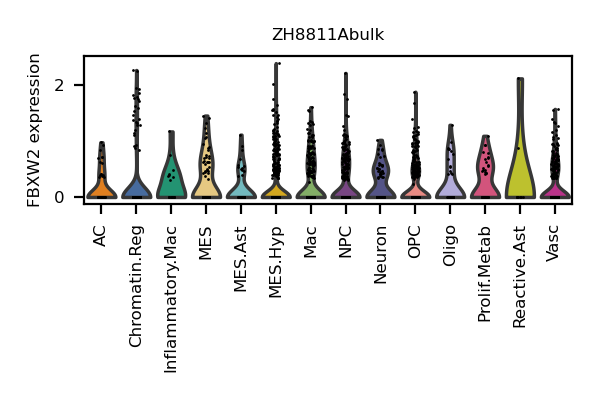 ZH8811Abulk
FBXW2 expression
2
0
AC
Chromatin.Reg
Inflammatory.Mac
MES
MES.Ast
MES.Hyp
Mac
NPC
Neuron
OPC
Oligo
Prolif.Metab
Reactive.Ast
Vasc